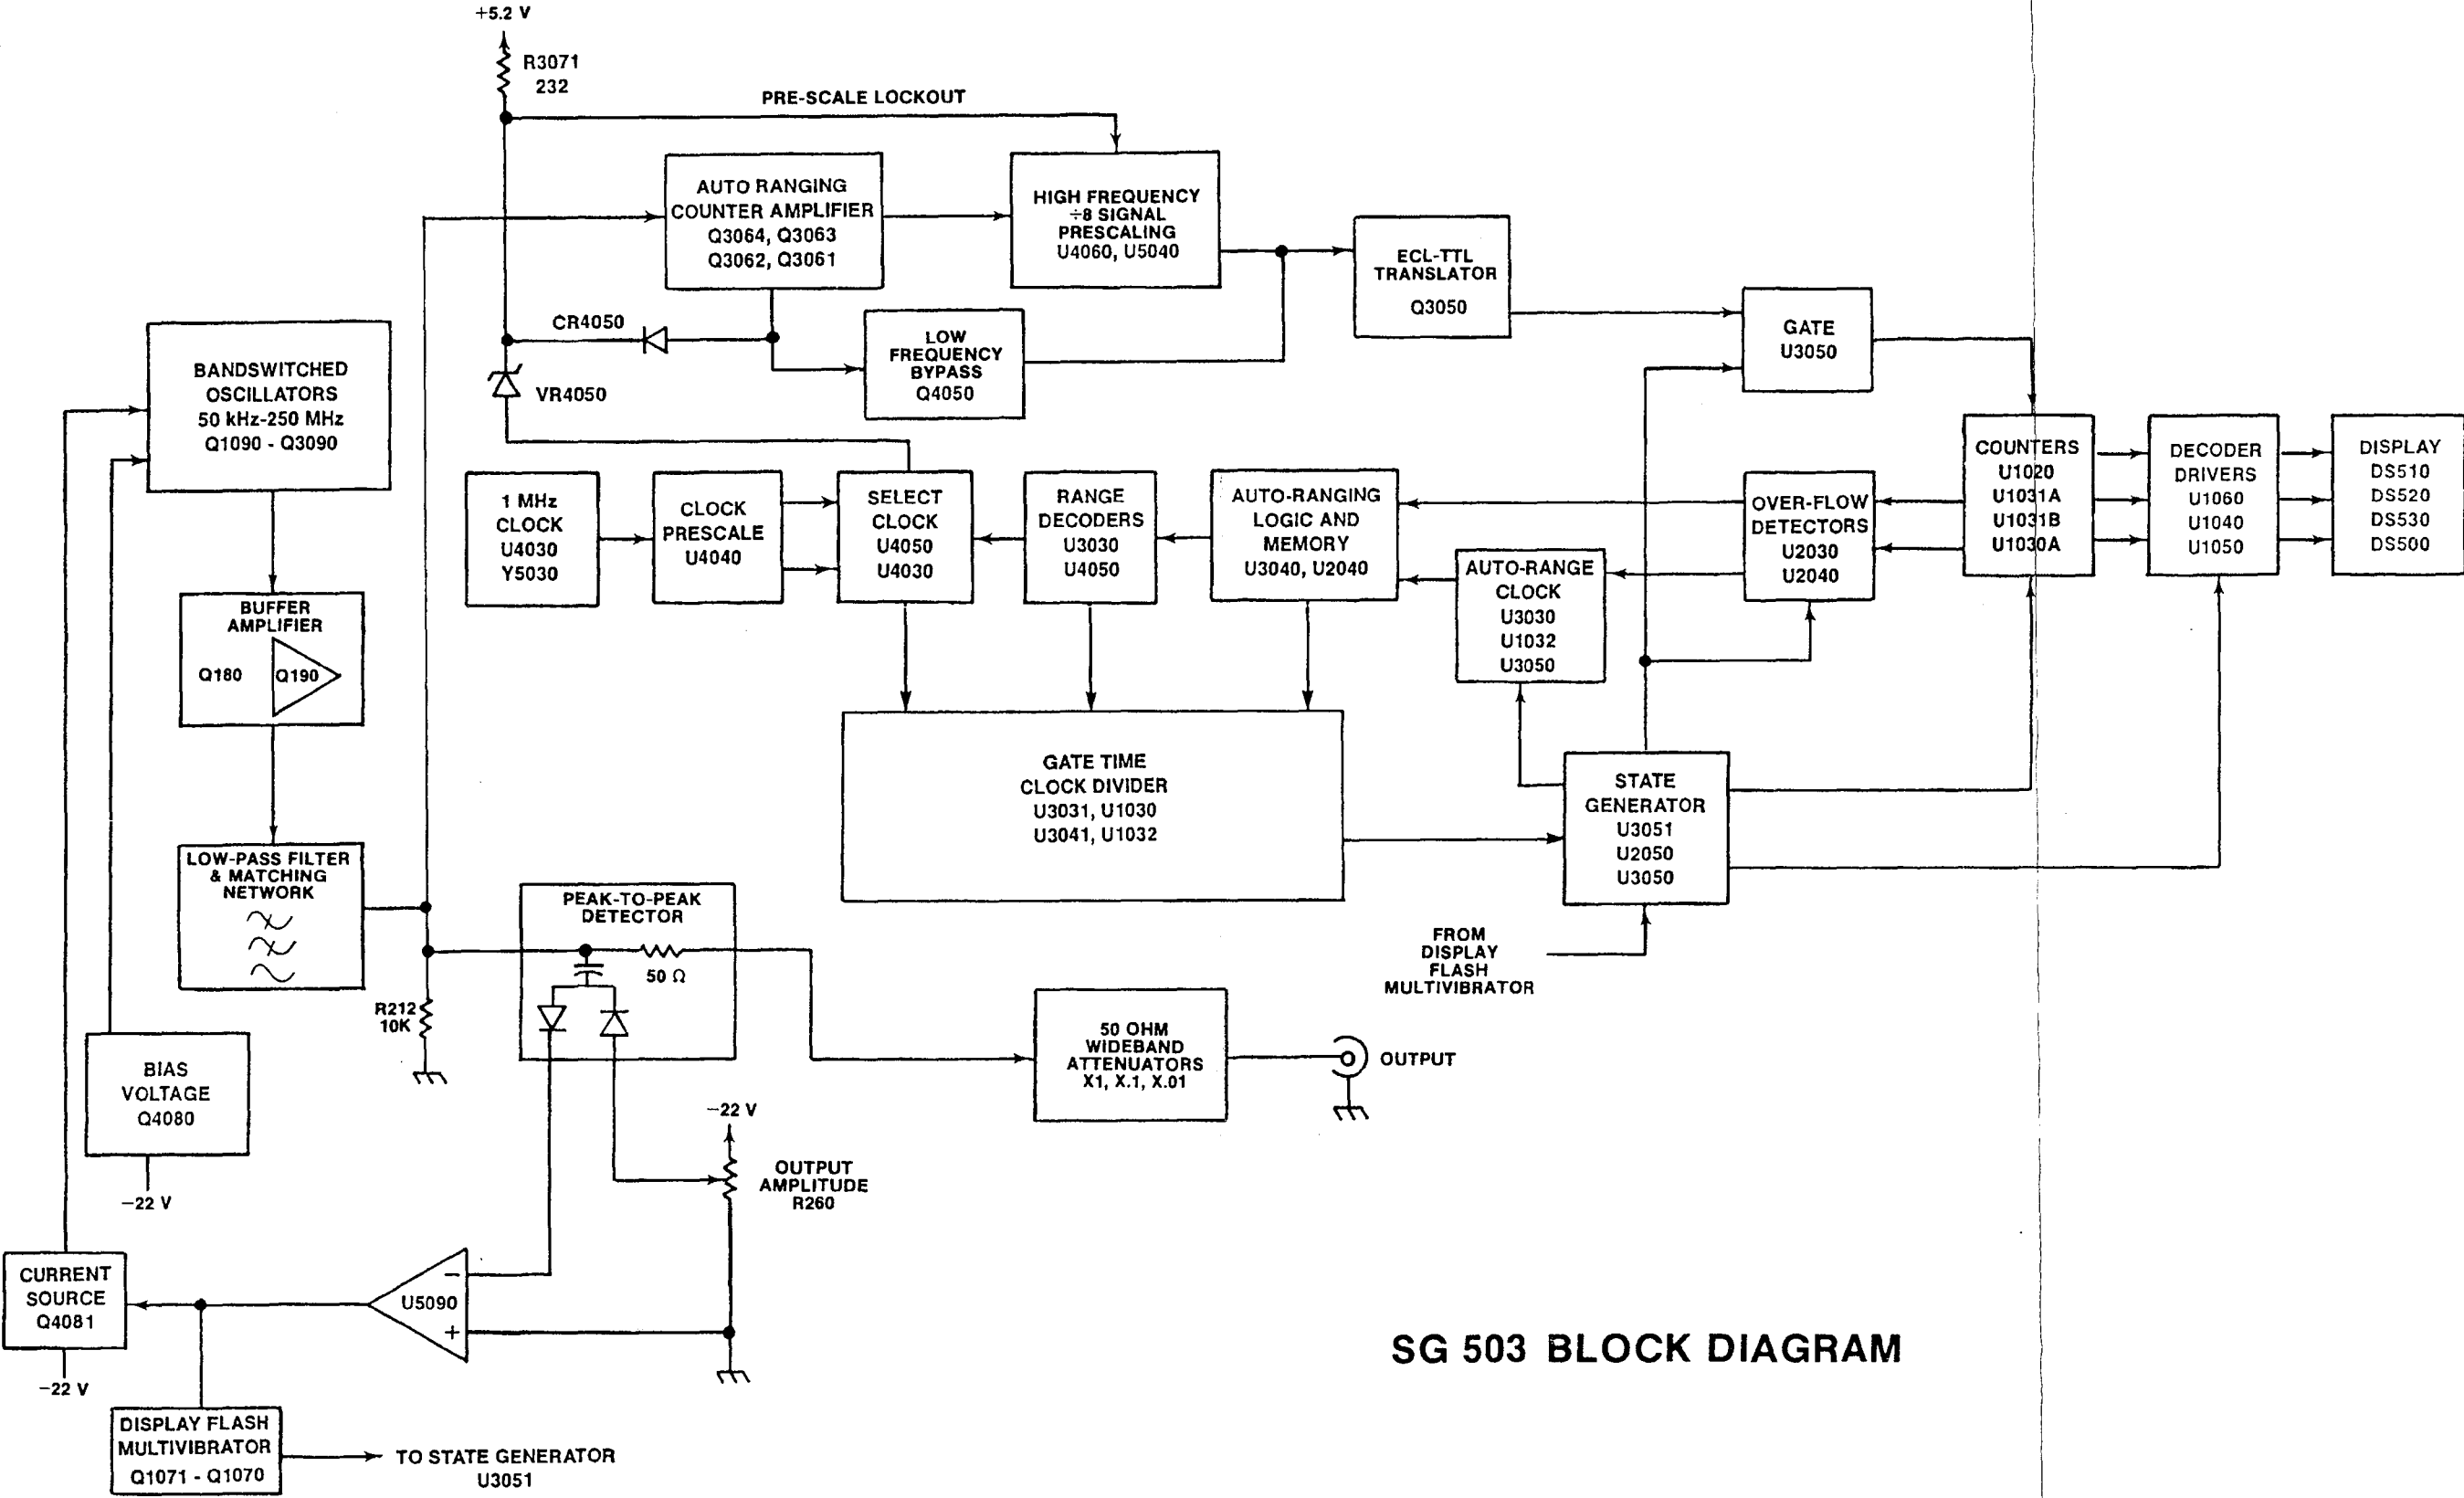 +5.2 V
R3071
232
PRE-SCALE LOCKOUT
AUTO RANGING
COUNTER AMPLIFIER
Q3064, Q3063
Q3062, Q3061
HIGH FREQUENCY
÷8 SIGNAL
PRESCALING
U4060, U5040
ECL-TTL
TRANSLATOR
Q3050
GATE
U3050
CR4050
LOW
FREQUENCY
BYPASS
Q4050
VR4050
BANDSWITCHED
OSCILLATORS
50 kHz-250 MHz
Q1090 - Q3090
1 MHz
CLOCK
U4030
Y5030
CLOCK
PRESCALE
U4040
SELECT
CLOCK
U4050
U4030
RANGE
DECODERS
U3030
U4050
AUTO-RANGING
LOGIC AND
MEMORY
U3040, U2040
AUTO-RANGE
CLOCK
U3030
U1032
U3050
OVER-FLOW
DETECTORS
U2030
U2040
COUNTERS
U1020
U1031A
U1031B
U1030A
DECODER
DRIVERS
U1060
U1040
U1050
DISPLAY
DS510
DS520
DS530
DS500
BUFFER
AMPLIFIER
Q180
Q190
GATE TIME
CLOCK DIVIDER
U3031, U1030
U3041, U1032
STATE
GENERATOR
U3051
U2050
U3050
LOW-PASS FILTER
& MATCHING
NETWORK
PEAK-TO-PEAK
DETECTOR
50 Ω
R212
10K
FROM
DISPLAY
FLASH
MULTIVIBRATOR
50 OHM
WIDEBAND
ATTENUATORS
X1, X.1, X.01
OUTPUT
BIAS
VOLTAGE
Q4080
−22 V
−22 V
OUTPUT
AMPLITUDE
R260
CURRENT
SOURCE
Q4081
−22 V
−
U5090
+
DISPLAY FLASH
MULTIVIBRATOR
Q1071 - Q1070
TO STATE GENERATOR
U3051
SG 503 BLOCK DIAGRAM